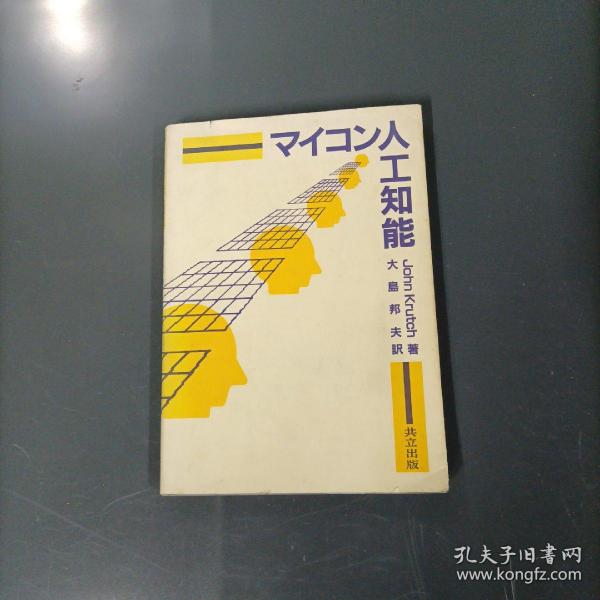 マイコン人工知能
John Krutch 著
大島邦夫 訳
共立出版
孔夫子旧书网
www.kongfz.com